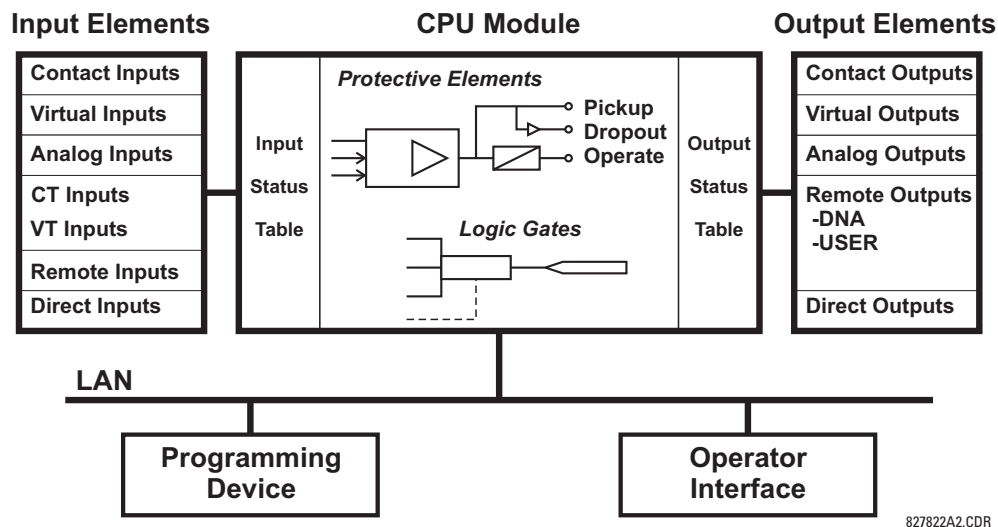 Input Elements
CPU Module
Output Elements
Contact Inputs
Virtual Inputs
Analog Inputs
CT Inputs
VT Inputs
Remote Inputs
Direct Inputs
Input
Status
Table
Protective Elements
Pickup
Dropout
Operate
Logic Gates
Output
Status
Table
Contact Outputs
Virtual Outputs
Analog Outputs
Remote Outputs
-DNA
-USER
Direct Outputs
LAN
Programming
Device
Operator
Interface
827822A2.CDR